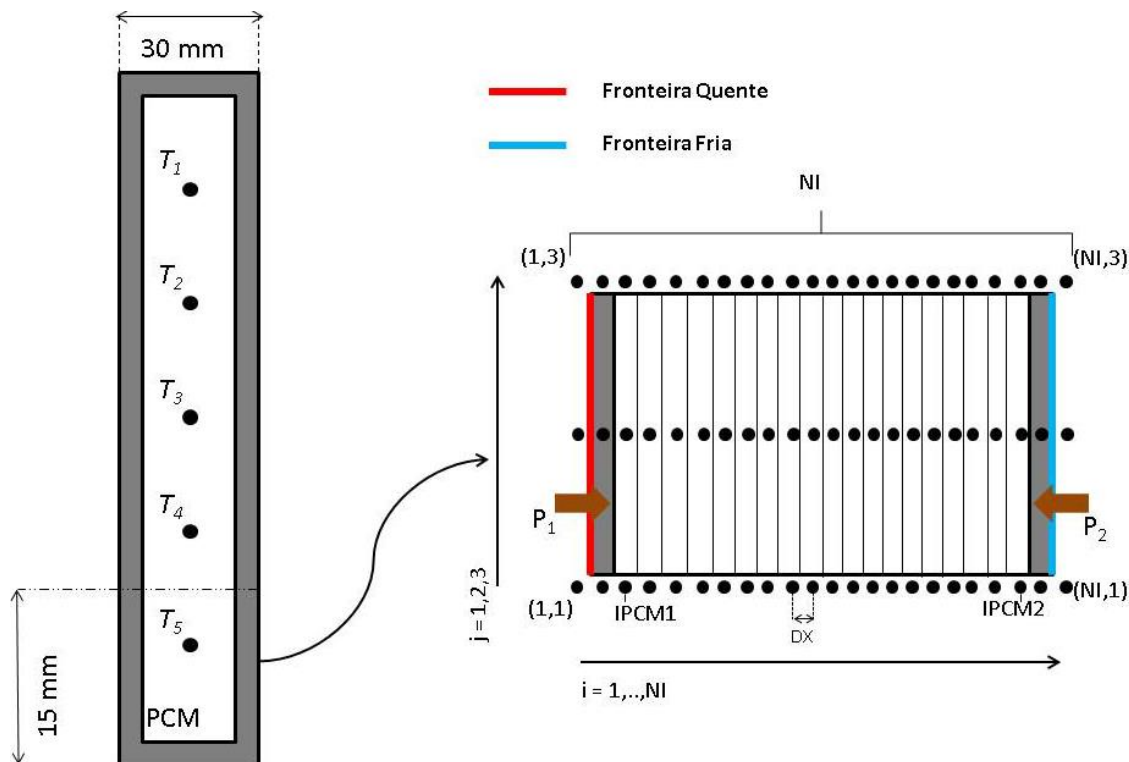 30 mm
T1
T2
T3
T4
T5
PCM
15 mm
Fronteira Quente
Fronteira Fria
NI
(1,3)
(NI,3)
P1
P2
(1,1)
(NI,1)
IPCM1
IPCM2
DX
j = 1,2,3
i = 1,..,NI